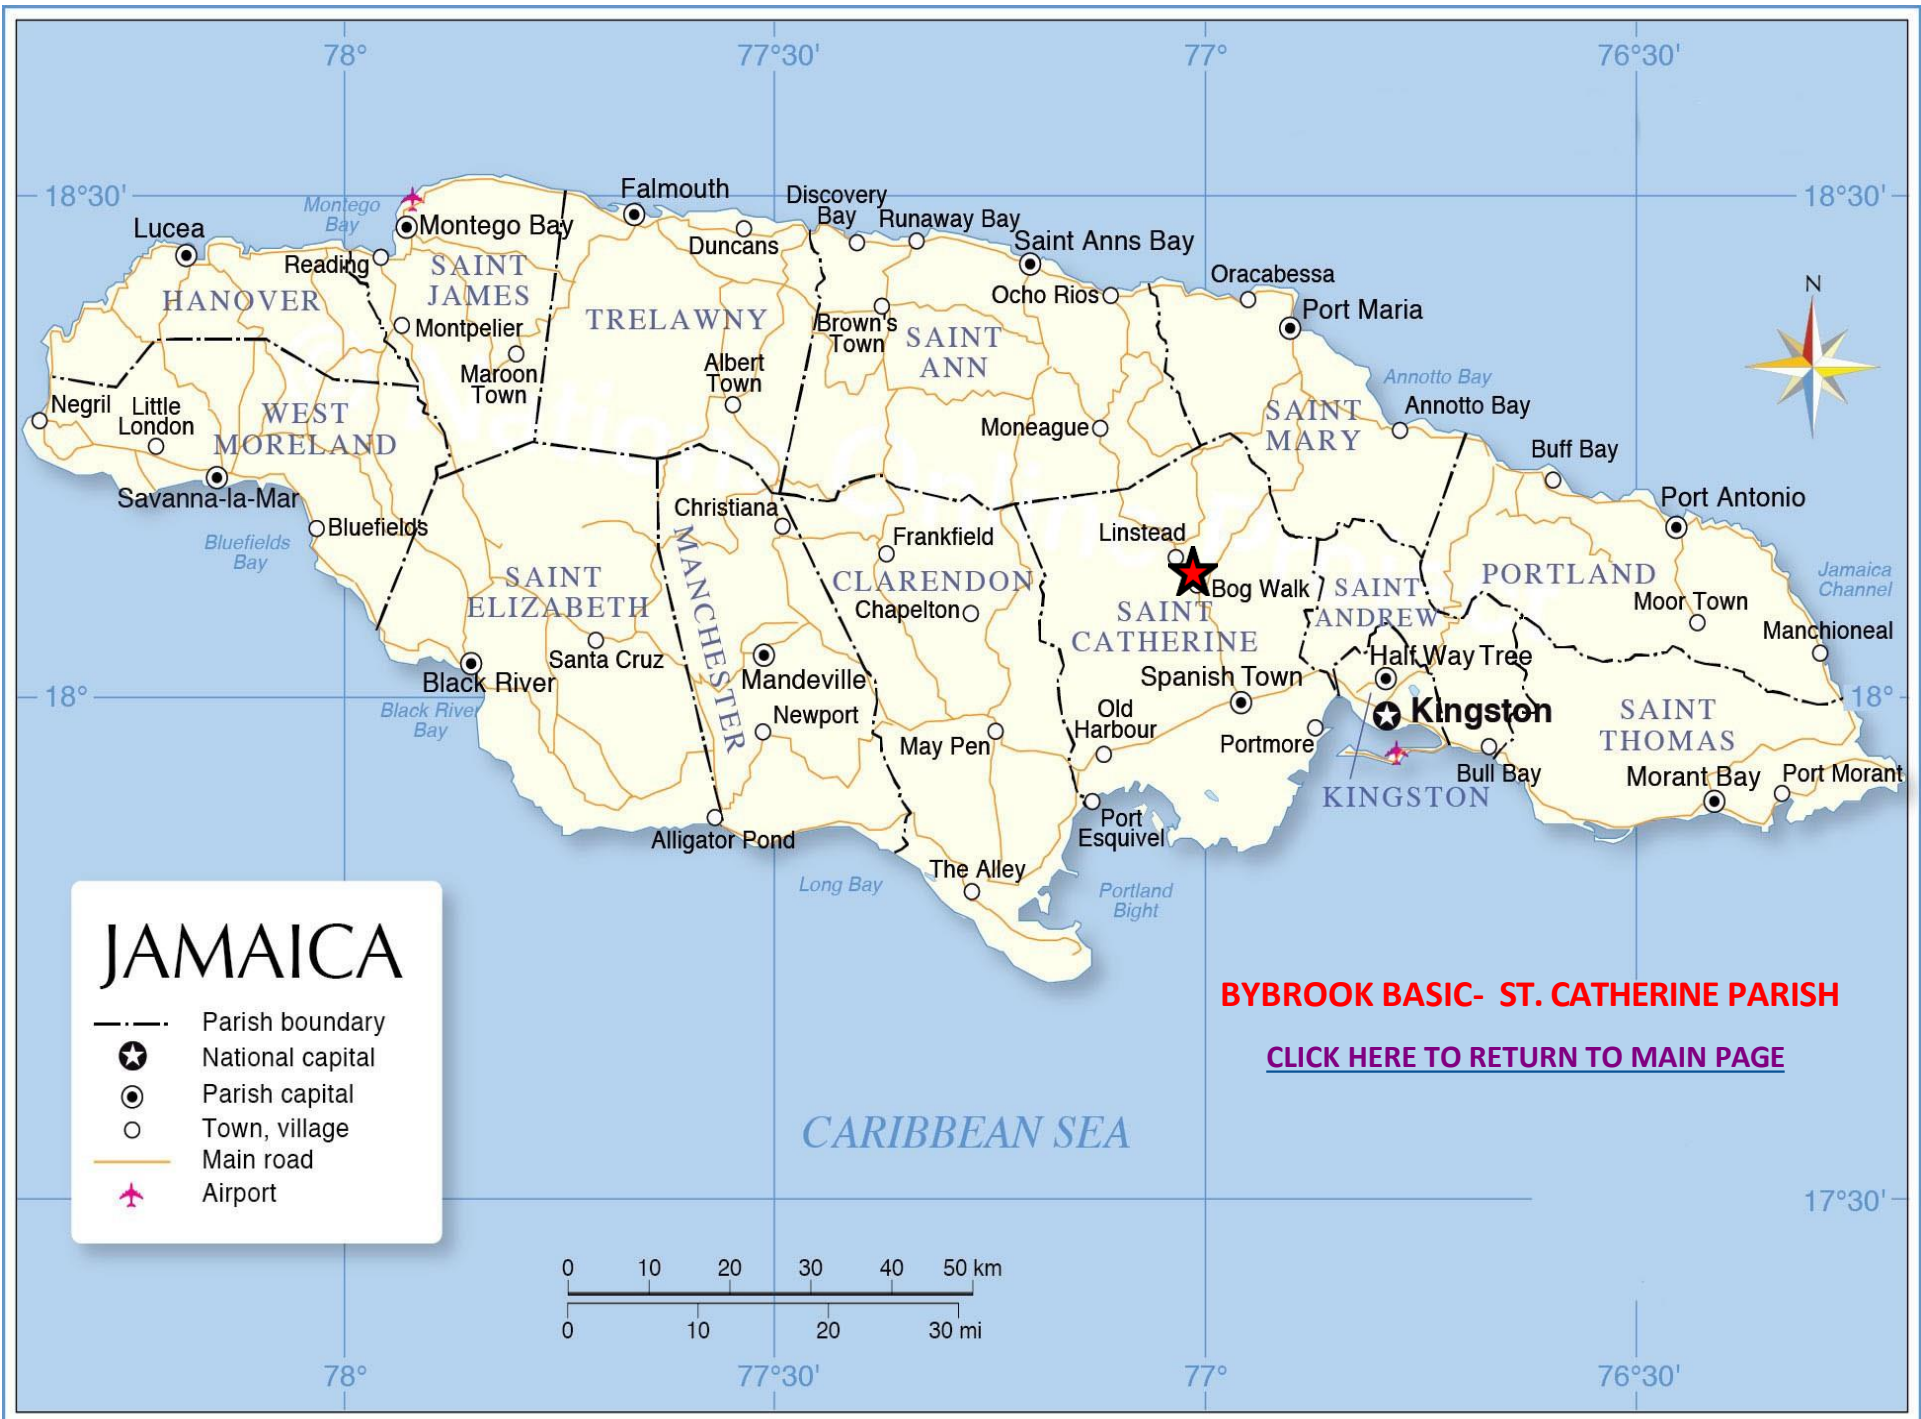 78°
77°30'
77°
76°30'
18°30'
18°30'
Montego
Bay
Lucea
Montego Bay
Falmouth
Discovery
Bay
Runaway Bay
Saint Anns Bay
Duncans
Reading
SAINT
JAMES
HANOVER
Ocho Rios
Oracabessa
Port Maria
N
Montpelier
TRELAWNY
Brown's
Town
SAINT
ANN
Maroon
Town
Albert
Town
Annotto Bay
Annotto Bay
Negril
Little
London
WEST
MORELAND
Moneague
SAINT
MARY
Buff Bay
Savanna-la-Mar
Port Antonio
Bluefields
Bluefields
Bay
Christiana
Frankfield
Linstead
MANCHESTER
SAINT
ELIZABETH
CLARENDON
Chapelton
Bog Walk
SAINT
CATHERINE
SAINT
ANDREW
PORTLAND
Jamaica
Channel
Moor Town
Manchioneal
Santa Cruz
Half Way Tree
Black River
Mandeville
Spanish Town
18°
18°
Black River
Bay
Newport
Old
Harbour
Kingston
SAINT
THOMAS
May Pen
Portmore
Bull Bay
Morant Bay
Port Morant
KINGSTON
Alligator Pond
Port
Esquivel
The Alley
Long Bay
Portland
Bight
JAMAICA
Parish boundary
National capital
Parish capital
Town, village
Main road
Airport
BYBROOK BASIC- ST. CATHERINE PARISH
CLICK HERE TO RETURN TO MAIN PAGE
CARIBBEAN SEA
17°30'
0 10 20 30 40 50 km
0 10 20 30 mi
78°
77°30'
77°
76°30'